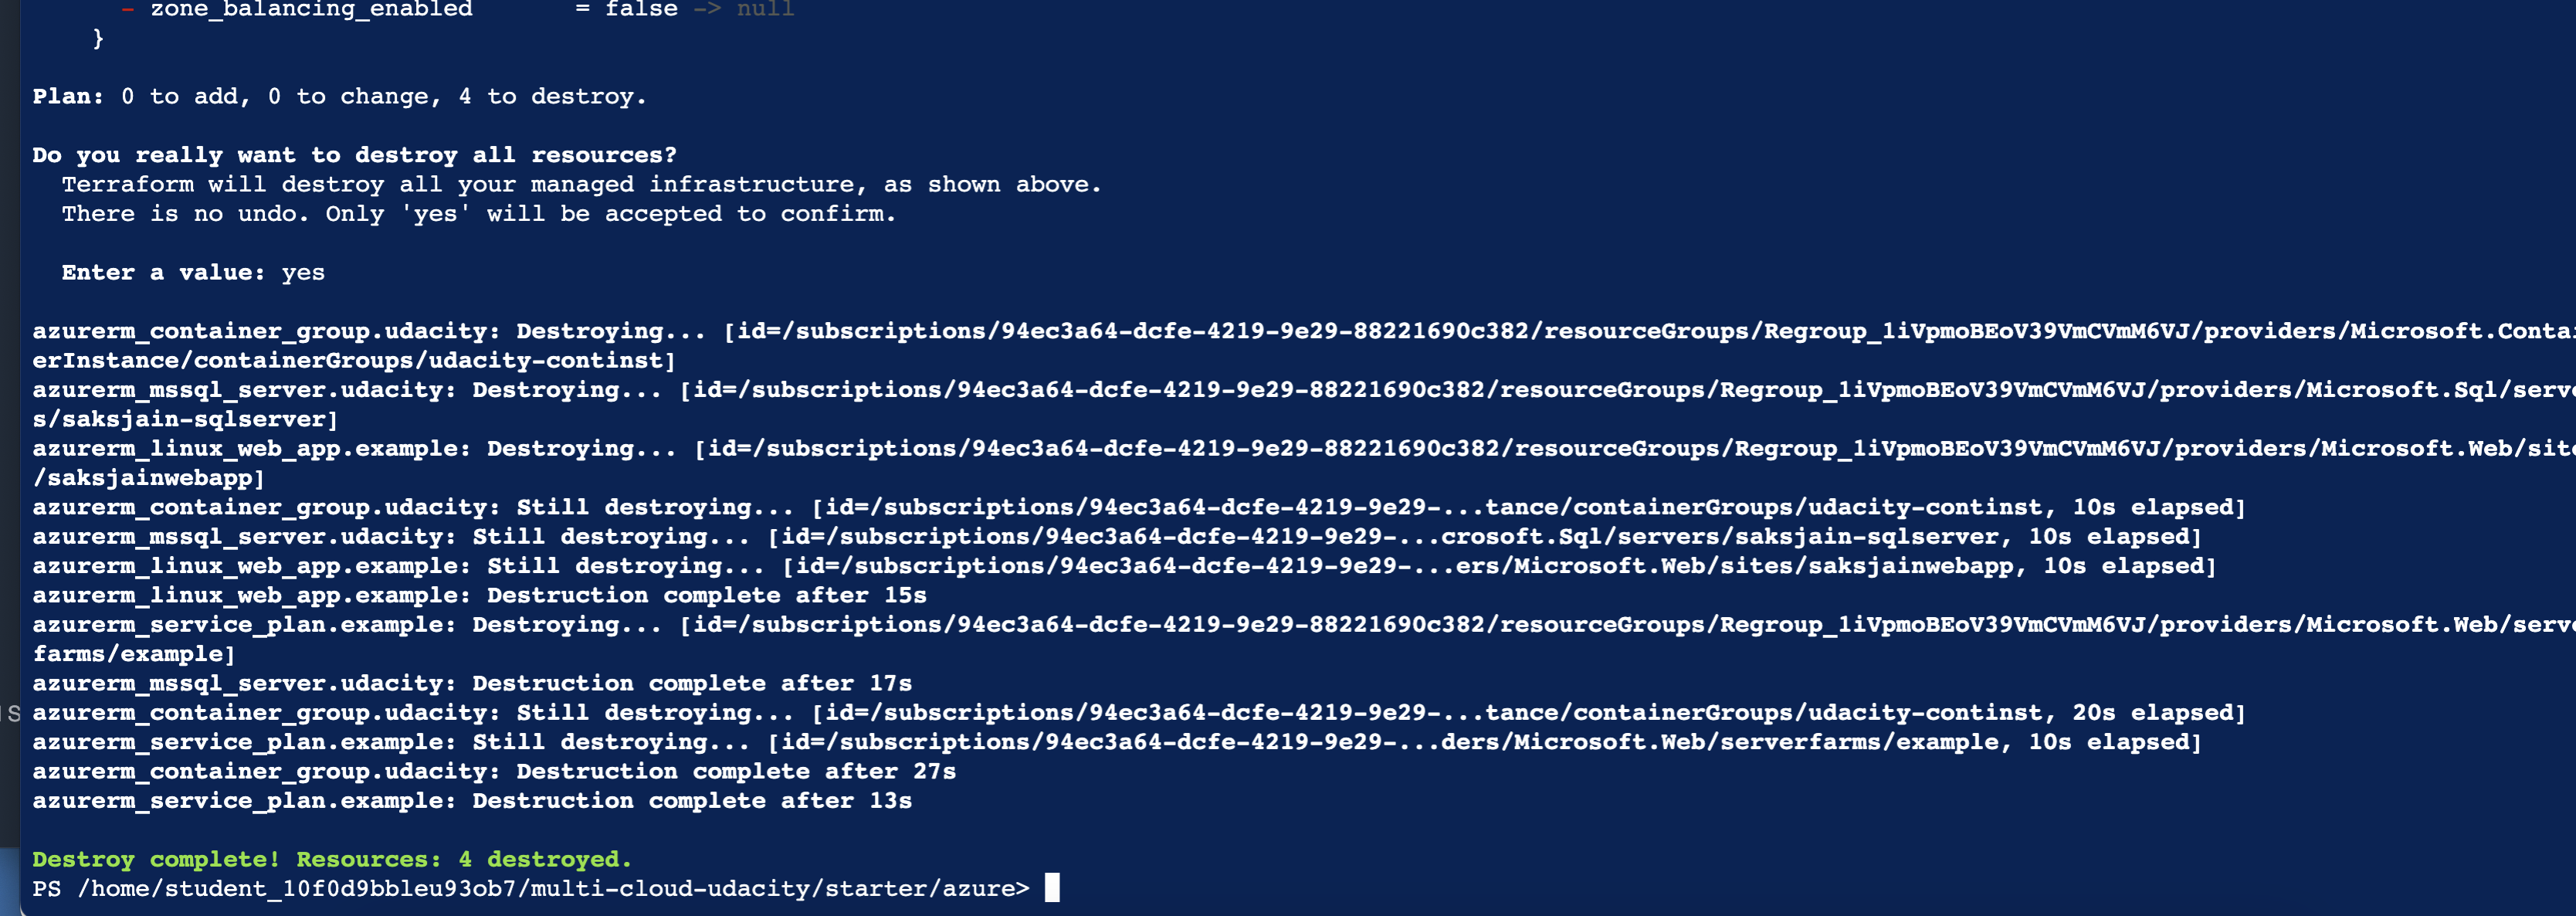 - zone_balancing_enabled       = false -> null
    }

Plan: 0 to add, 0 to change, 4 to destroy.

Do you really want to destroy all resources?
  Terraform will destroy all your managed infrastructure, as shown above.
  There is no undo. Only 'yes' will be accepted to confirm.

  Enter a value: yes

azurerm_container_group.udacity: Destroying... [id=/subscriptions/94ec3a64-dcfe-4219-9e29-88221690c382/resourceGroups/Regroup_1iVpmoBEoV39VmCVmM6VJ/providers/Microsoft.Contai
erInstance/containerGroups/udacity-continst]
azurerm_mssql_server.udacity: Destroying... [id=/subscriptions/94ec3a64-dcfe-4219-9e29-88221690c382/resourceGroups/Regroup_1iVpmoBEoV39VmCVmM6VJ/providers/Microsoft.Sql/serve
s/saksjain-sqlserver]
azurerm_linux_web_app.example: Destroying... [id=/subscriptions/94ec3a64-dcfe-4219-9e29-88221690c382/resourceGroups/Regroup_1iVpmoBEoV39VmCVmM6VJ/providers/Microsoft.Web/site
/saksjainwebapp]
azurerm_container_group.udacity: Still destroying... [id=/subscriptions/94ec3a64-dcfe-4219-9e29-...tance/containerGroups/udacity-continst, 10s elapsed]
azurerm_mssql_server.udacity: Still destroying... [id=/subscriptions/94ec3a64-dcfe-4219-9e29-...crosoft.Sql/servers/saksjain-sqlserver, 10s elapsed]
azurerm_linux_web_app.example: Still destroying... [id=/subscriptions/94ec3a64-dcfe-4219-9e29-...ers/Microsoft.Web/sites/saksjainwebapp, 10s elapsed]
azurerm_linux_web_app.example: Destruction complete after 15s
azurerm_service_plan.example: Destroying... [id=/subscriptions/94ec3a64-dcfe-4219-9e29-88221690c382/resourceGroups/Regroup_1iVpmoBEoV39VmCVmM6VJ/providers/Microsoft.Web/serve
farms/example]
azurerm_mssql_server.udacity: Destruction complete after 17s
azurerm_container_group.udacity: Still destroying... [id=/subscriptions/94ec3a64-dcfe-4219-9e29-...tance/containerGroups/udacity-continst, 20s elapsed]
azurerm_service_plan.example: Still destroying... [id=/subscriptions/94ec3a64-dcfe-4219-9e29-...ders/Microsoft.Web/serverfarms/example, 10s elapsed]
azurerm_container_group.udacity: Destruction complete after 27s
azurerm_service_plan.example: Destruction complete after 13s

Destroy complete! Resources: 4 destroyed.
PS /home/student_10f0d9bbleu93ob7/multi-cloud-udacity/starter/azure>